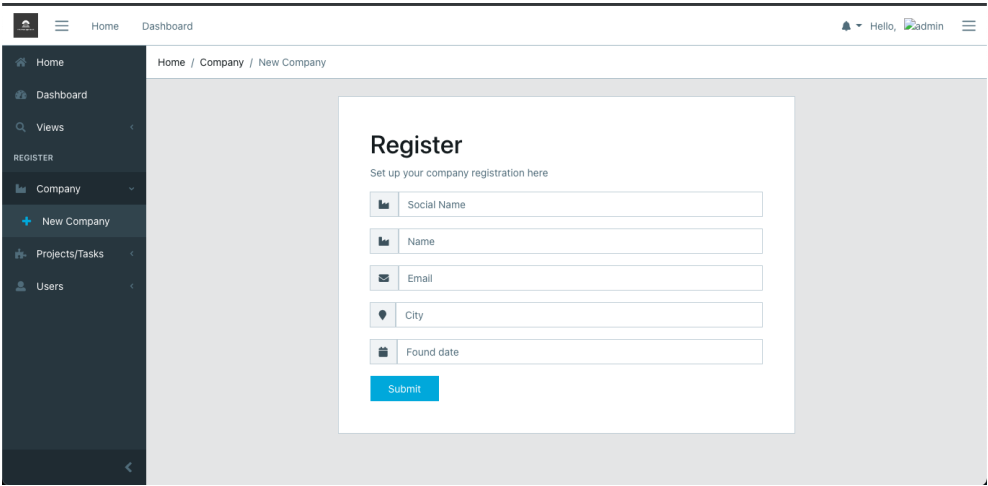 Home Dashboard Hello, admin
Home
Dashboard
Views
REGISTER
Company
New Company
Projects/Tasks
Users
Home / Company / New Company
Register
Set up your company registration here
Social Name
Name
Email
City
Found date
Submit